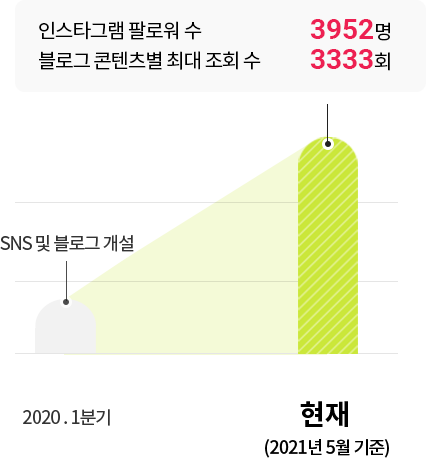 인스타그램 팔로워 수 3952명
블로그 콘텐츠별 최대 조회 수 3333회
SNS 및 블로그 개설
2020 . 1분기
현재
(2021년 5월 기준)